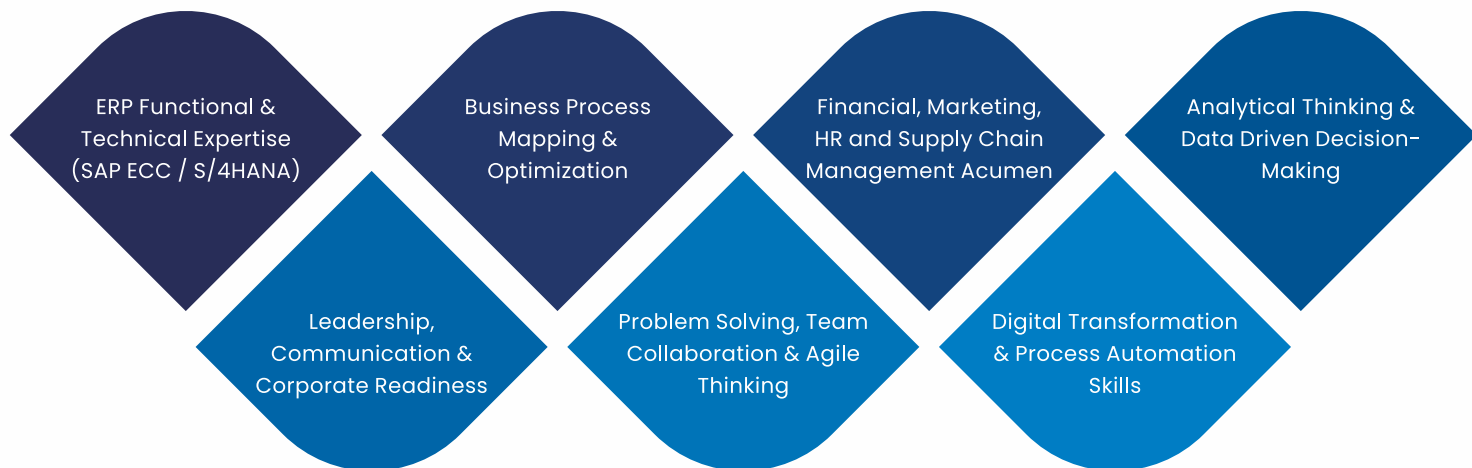 ERP Functional &
Technical Expertise
(SAP ECC / S/4HANA)
Business Process
Mapping &
Optimization
Financial, Marketing,
HR and Supply Chain
Management Acumen
Analytical Thinking &
Data Driven Decision-
Making
Leadership,
Communication &
Corporate Readiness
Problem Solving, Team
Collaboration & Agile
Thinking
Digital Transformation
& Process Automation
Skills